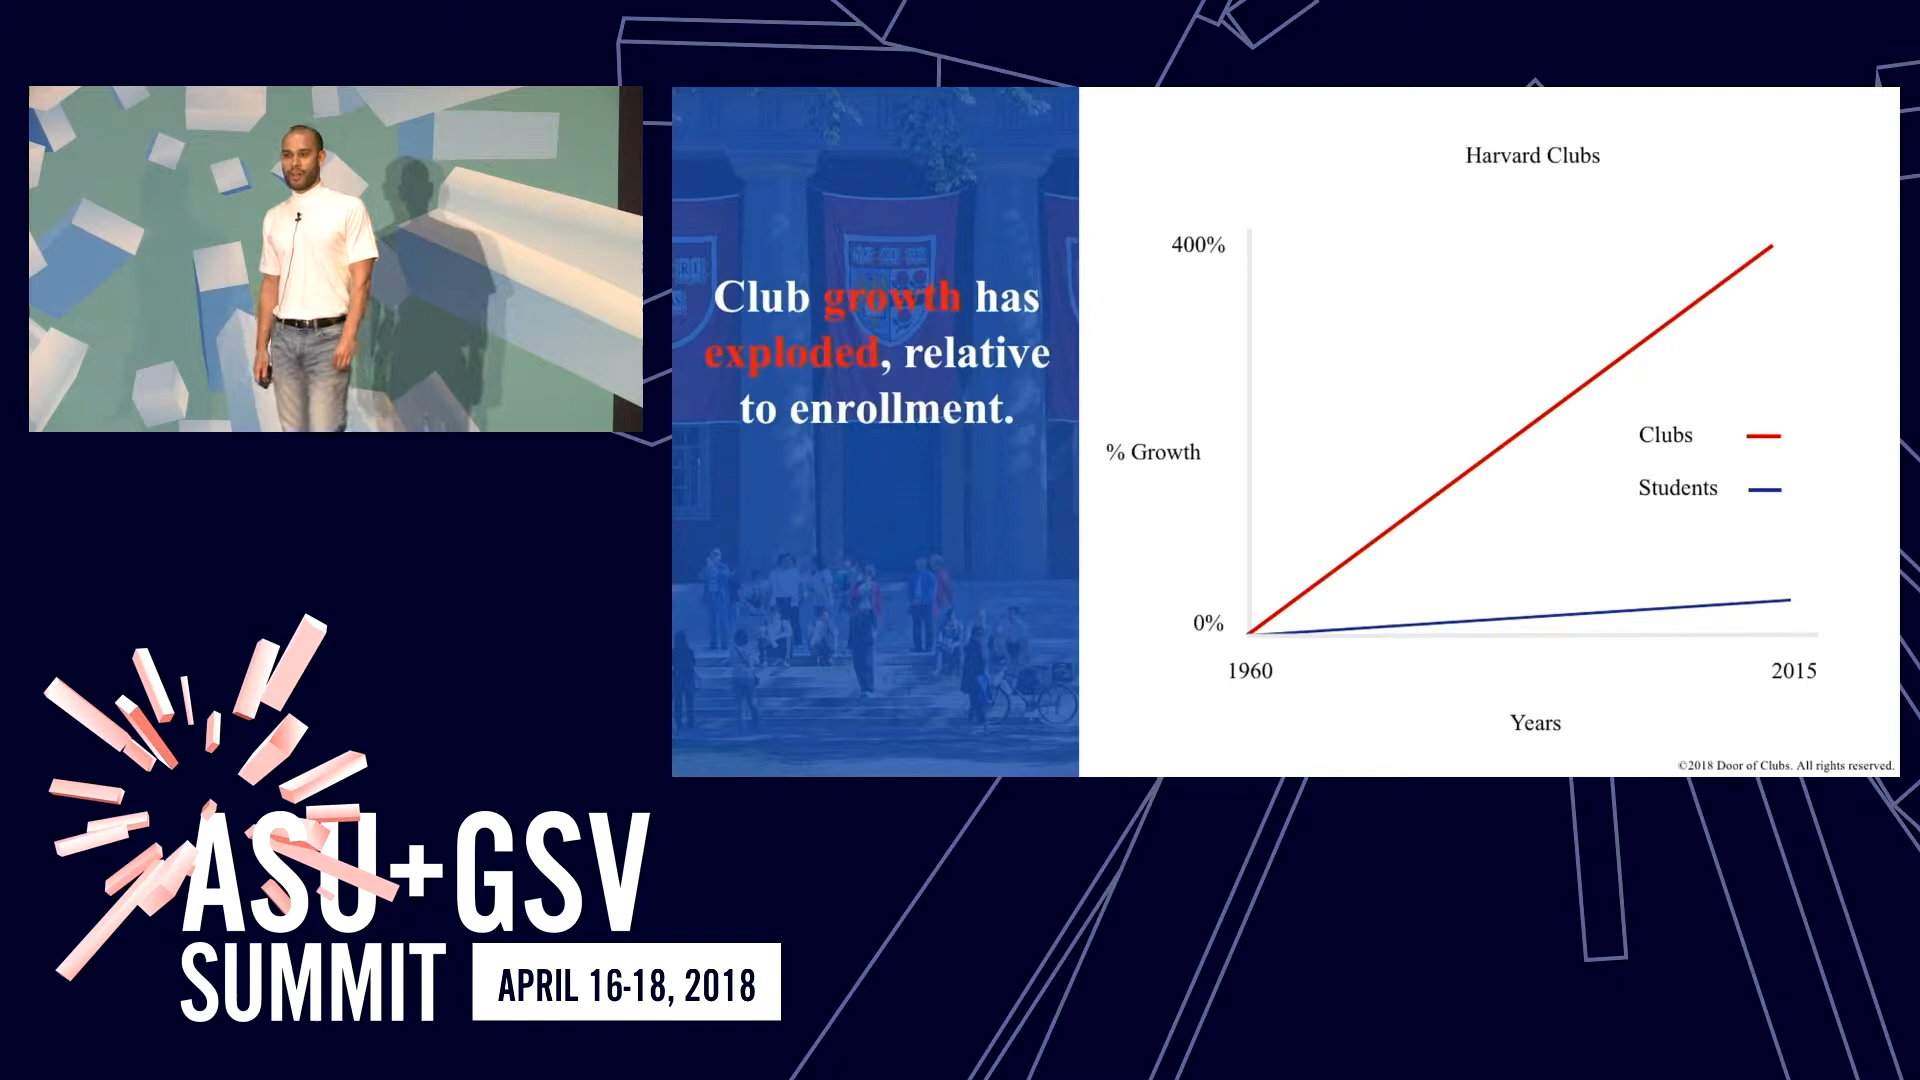 Club growth has
exploded, relative
to enrollment.
Harvard Clubs
400%
% Growth
0%
Clubs
Students
1960
2015
Years
©2018 Door of Clubs. All rights reserved.
ASU+GSV
SUMMIT
APRIL 16-18, 2018